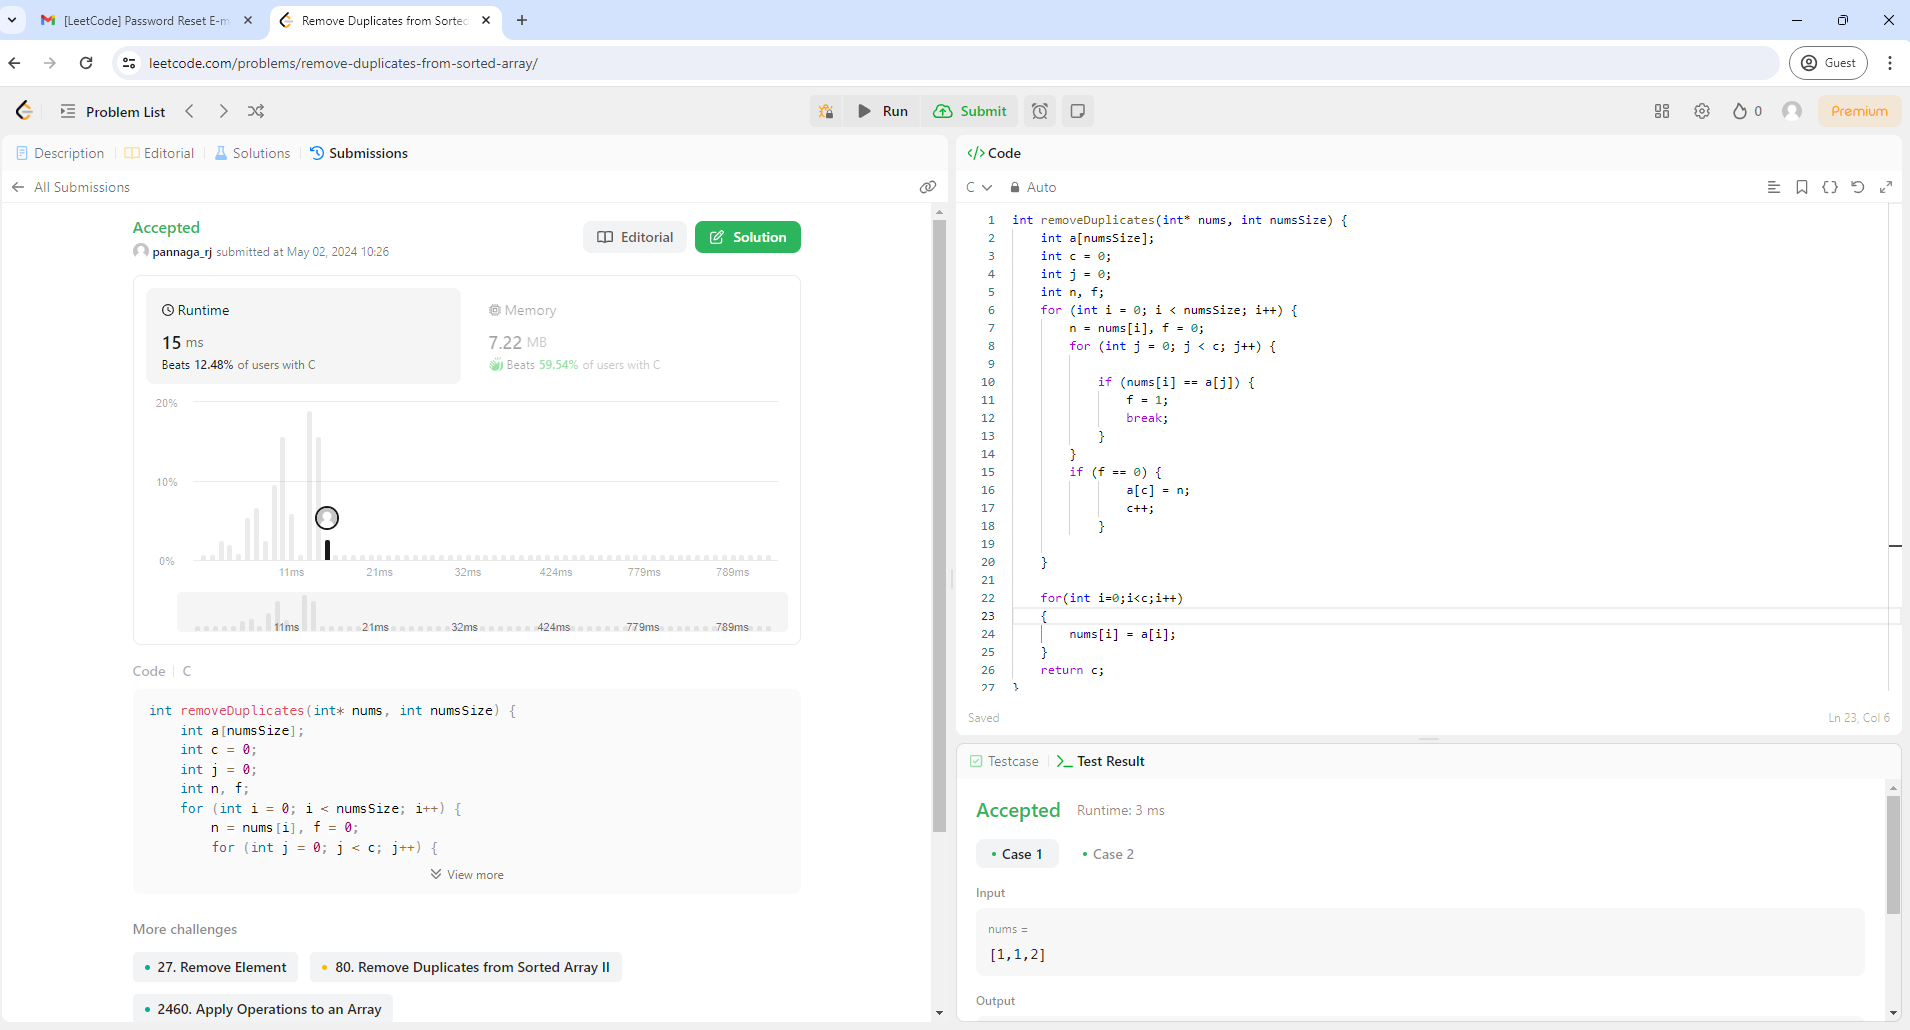 [LeetCode] Password Reset E-m
Remove Duplicates from Sorted
leetcode.com/problems/remove-duplicates-from-sorted-array/
Guest
Problem List
Run
Submit
0
Premium
Description
Editorial
Solutions
Submissions
All Submissions
Accepted
pannaga_rj submitted at May 02, 2024 10:26
Editorial
Solution
Runtime
15 ms
Beats 12.48% of users with C
Memory
7.22 MB
Beats 59.54% of users with C
20%
10%
0%
11ms 21ms 32ms 424ms 779ms 789ms
11ms 21ms 32ms 424ms 779ms 789ms
Code C
int removeDuplicates(int* nums, int numsSize) {
    int a[numsSize];
    int c = 0;
    int j = 0;
    int n, f;
    for (int i = 0; i < numsSize; i++) {
        n = nums[i], f = 0;
        for (int j = 0; j < c; j++) {
View more
More challenges
27. Remove Element
80. Remove Duplicates from Sorted Array II
2460. Apply Operations to an Array
</> Code
C
Auto
1 int removeDuplicates(int* nums, int numsSize) {
2     int a[numsSize];
3     int c = 0;
4     int j = 0;
5     int n, f;
6     for (int i = 0; i < numsSize; i++) {
7         n = nums[i], f = 0;
8         for (int j = 0; j < c; j++) {
9
10             if (nums[i] == a[j]) {
11                 f = 1;
12                 break;
13             }
14         }
15         if (f == 0) {
16                 a[c] = n;
17                 c++;
18             }
19
20     }
21
22     for(int i=0;i<c;i++)
23     {
24         nums[i] = a[i];
25     }
26     return c;
27 }
Saved
Ln 23, Col 6
Testcase
Test Result
Accepted
Runtime: 3 ms
Case 1
Case 2
Input
nums =
[1,1,2]
Output